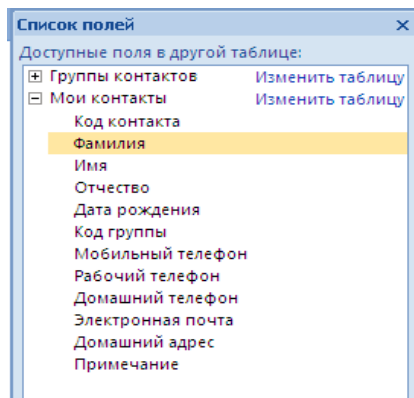 Список полей
Доступные поля в другой таблице:
Группы контактов Изменить таблицу
Мои контакты Изменить таблицу
Код контакта
Фамилия
Имя
Отчество
Дата рождения
Код группы
Мобильный телефон
Рабочий телефон
Домашний телефон
Электронная почта
Домашний адрес
Примечание